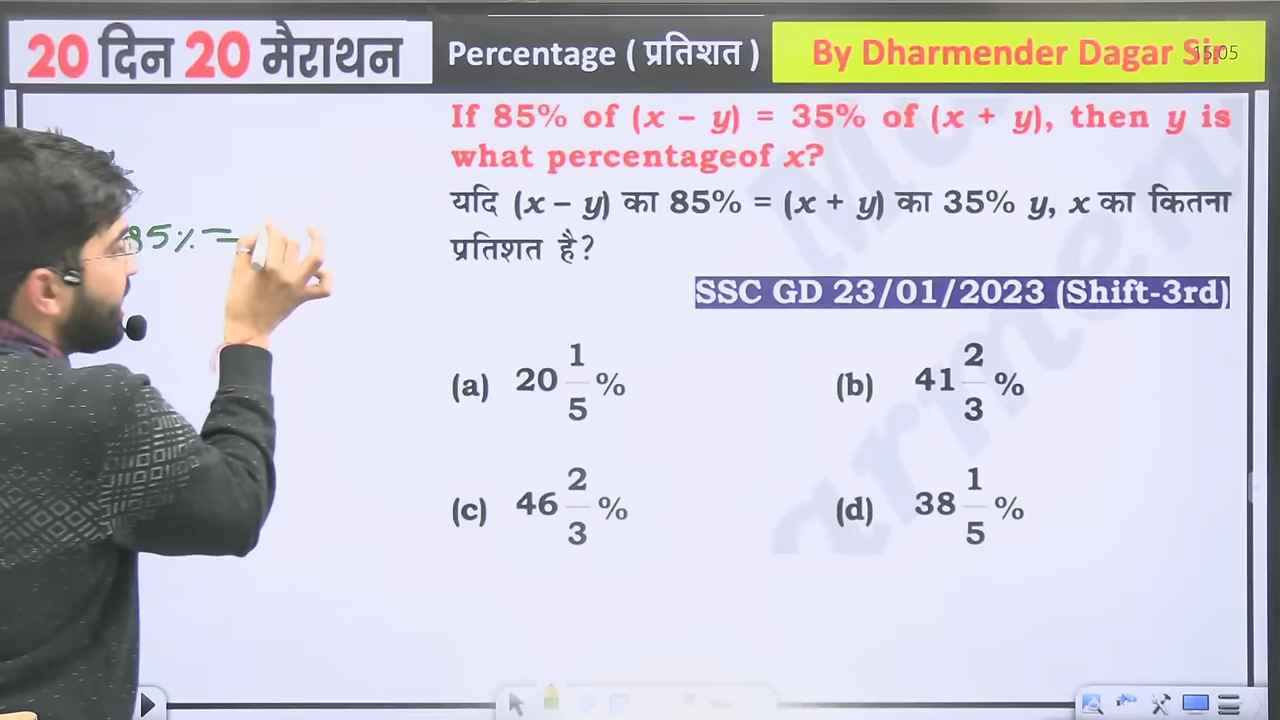 20 दिन 20 मैराथन
Percentage ( प्रतिशत )
By Dharmender Dagar Sir
15:05
If 85% of (x – y) = 35% of (x + y), then y is
what percentageof x?
यदि (x – y) का 85% = (x + y) का 35% y, x का कितना
प्रतिशत है?
85% =
SSC GD 23/01/2023 (Shift-3rd)
(a) 20 1/5 %
(b) 41 2/3 %
(c) 46 2/3 %
(d) 38 1/5 %